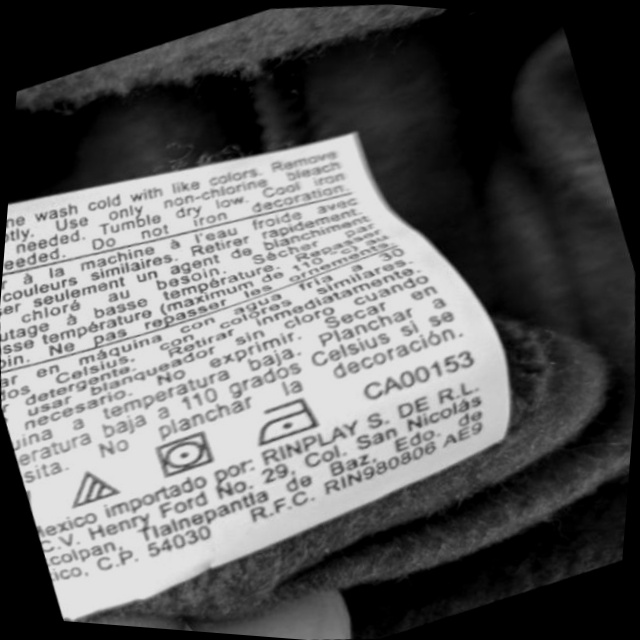 ne wash cold with like colors. Remove
tly. Use only non-chlorine bleach
needed. Tumble dry low. Cool iron
eeded. Do not iron decoration.
r à la machine à l'eau froide avec
couleurs similaires. Retirer rapidement.
er seulement un agent de blanchiment
chloré au besoin. Sécher par
utage à basse température. Repasser
sse température (maximum 110
oin. Ne pas repasser les
ar en máquina con agua fría a 30
os Celsius. con colores similares.
detergente. Retirar inmediatamente.
usar blanqueador sin cloro cuando
necesario. No exprimir. Secar en
uina a temperatura baja. Planchar a
eratura baja a 110 grados Celsius si se
sita. No planchar la decoración.
CA00153
Mexico importado por: RINPLAY S. DE R.L.
C.V. Henry Ford No. 29, Col. San Nicolás
colpan, Tlalnepantla de Baz, Edo. de
ico, C.P. 54030 R.F.C. RIN980806 AE9